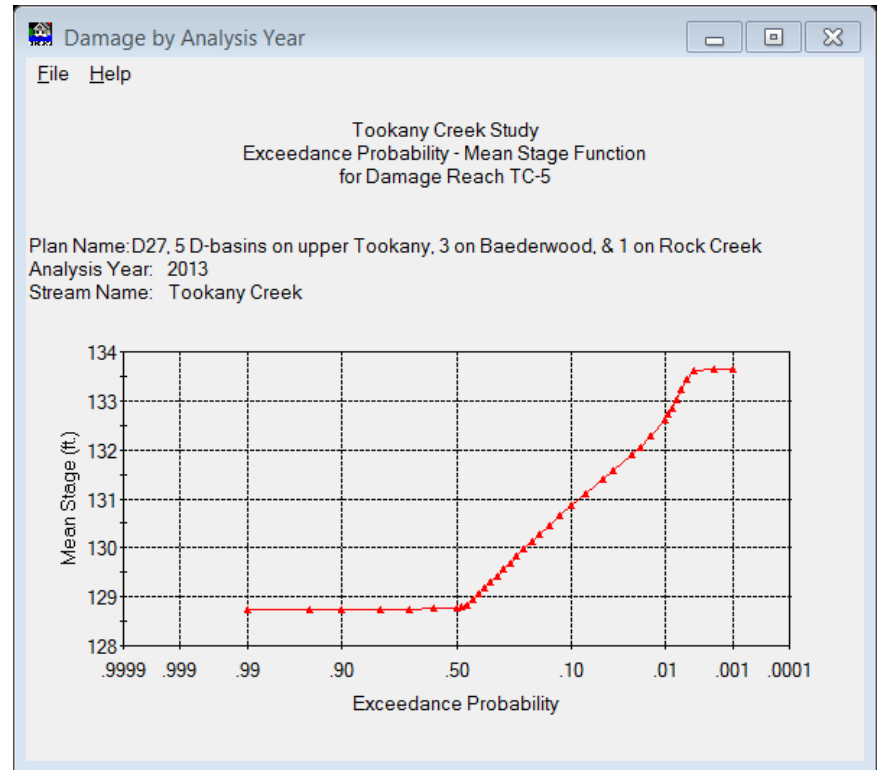 Damage by Analysis Year
File Help
Tookany Creek Study
Exceedance Probability - Mean Stage Function
for Damage Reach TC-5
Plan Name:D27, 5 D-basins on upper Tookany, 3 on Baederwood, & 1 on Rock Creek
Analysis Year: 2013
Stream Name: Tookany Creek
134
133
132
131
130
129
128
Mean Stage (ft.)
.9999 .999 .99 .90 .50 .10 .01 .001 .0001
Exceedance Probability